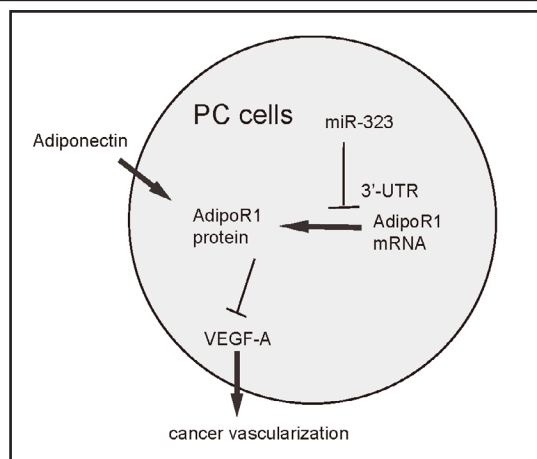 PC cells
miR-323
Adiponectin
3'-UTR
AdipoR1
protein
AdipoR1
mRNA
VEGF-A
cancer vascularization